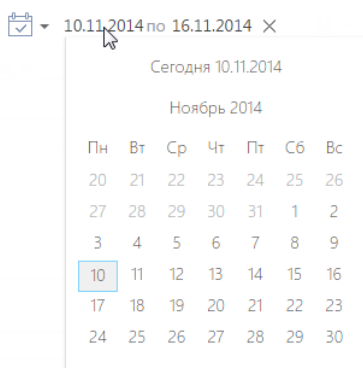 10.11.2014 по 16.11.2014 ×
Сегодня 10.11.2014
Ноябрь 2014
Пн Вт Ср Чт Пт Сб Вс
20 21 22 23 24 25 26
27 28 29 30 31 1 2
3 4 5 6 7 8 9
10 11 12 13 14 15 16
17 18 19 20 21 22 23
24 25 26 27 28 29 30